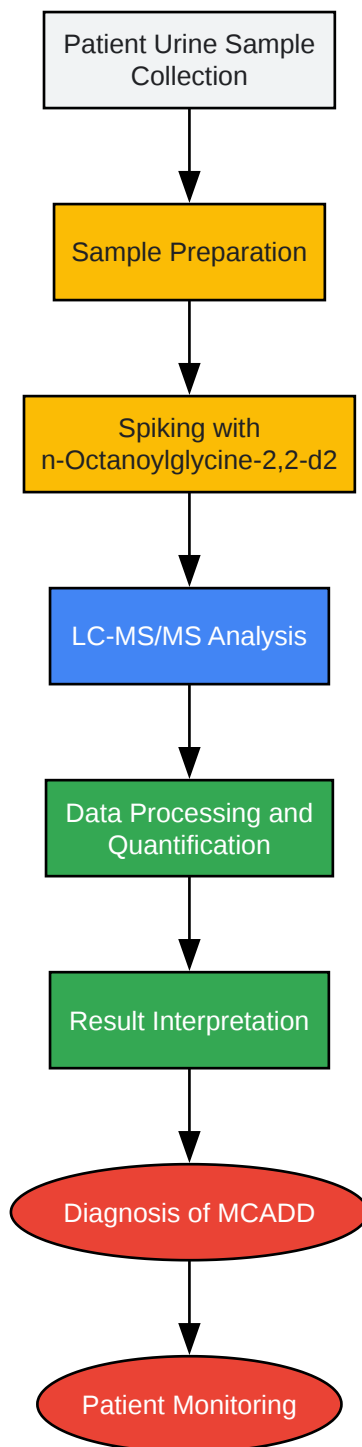 Patient Urine Sample
Collection
Sample Preparation
Spiking with
n-Octanoylglycine-2,2-d2
LC-MS/MS Analysis
Data Processing and
Quantification
Result Interpretation
Diagnosis of MCADD
Patient Monitoring